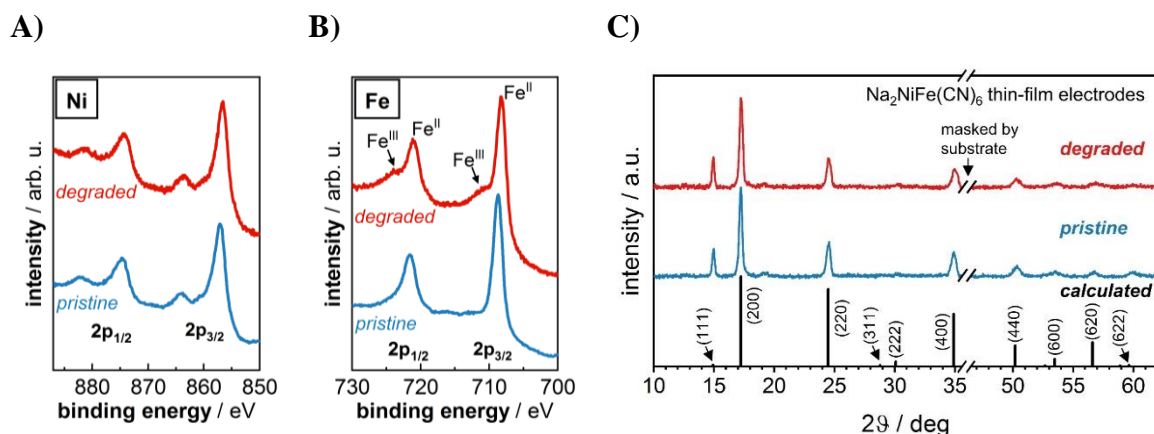 A)
B)
C)
Ni
degraded
pristine
2p1/2
2p3/2
intensity / arb. u.
880
870
860
850
binding energy / eV
Fe
FeII
FeIII
FeII
FeIII
degraded
pristine
2p1/2
2p3/2
intensity / arb. u.
730
720
710
700
binding energy / eV
Na2NiFe(CN)6 thin-film electrodes
masked by
substrate
degraded
pristine
calculated
(111)
(200)
(220)
(311)
(222)
(400)
(440)
(600)
(620)
(622)
intensity / a.u.
10
15
20
25
30
35
50
55
60
2ϑ / deg